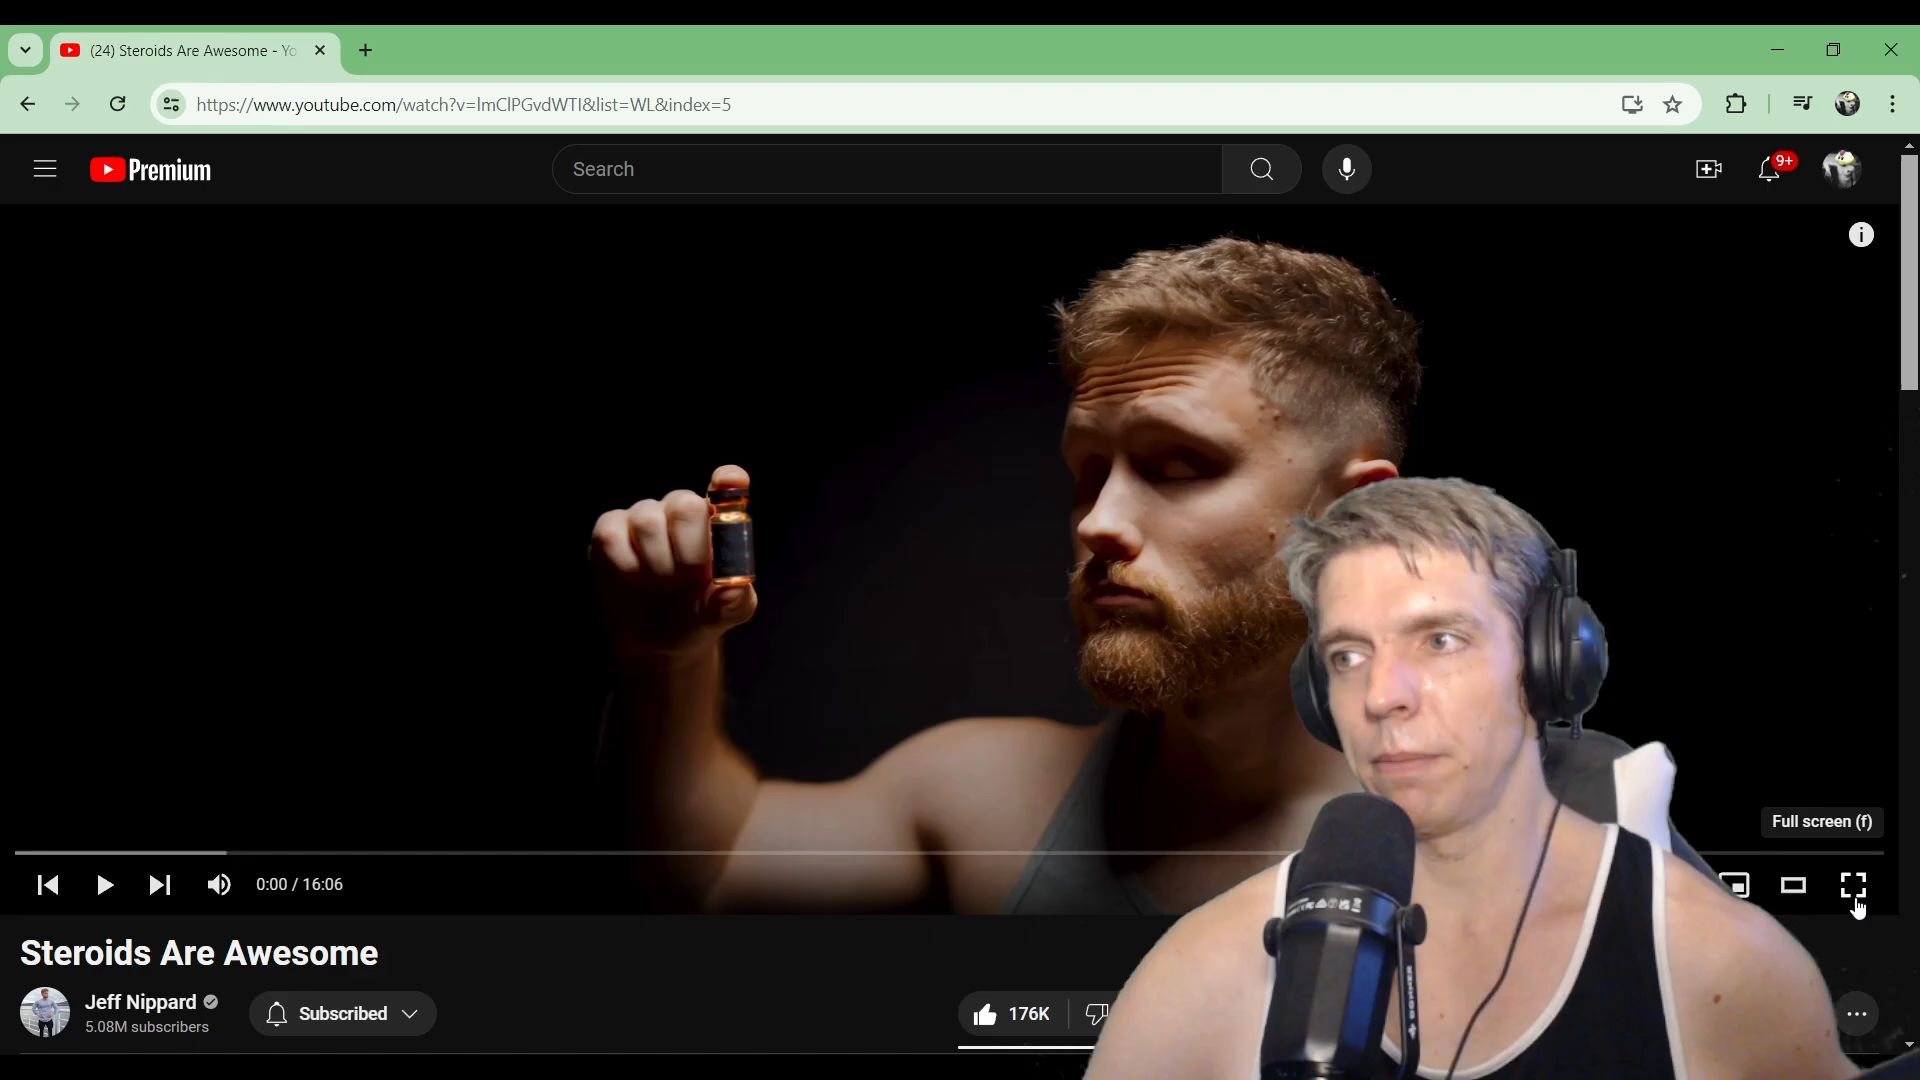 (24) Steroids Are Awesome - Yo
https://www.youtube.com/watch?v=lmClPGvdWTI&list=WL&index=5
Premium
Search
9+
i
Full screen (f)
0:00 / 16:06
Steroids Are Awesome
Jeff Nippard
5.08M subscribers
Subscribed
176K